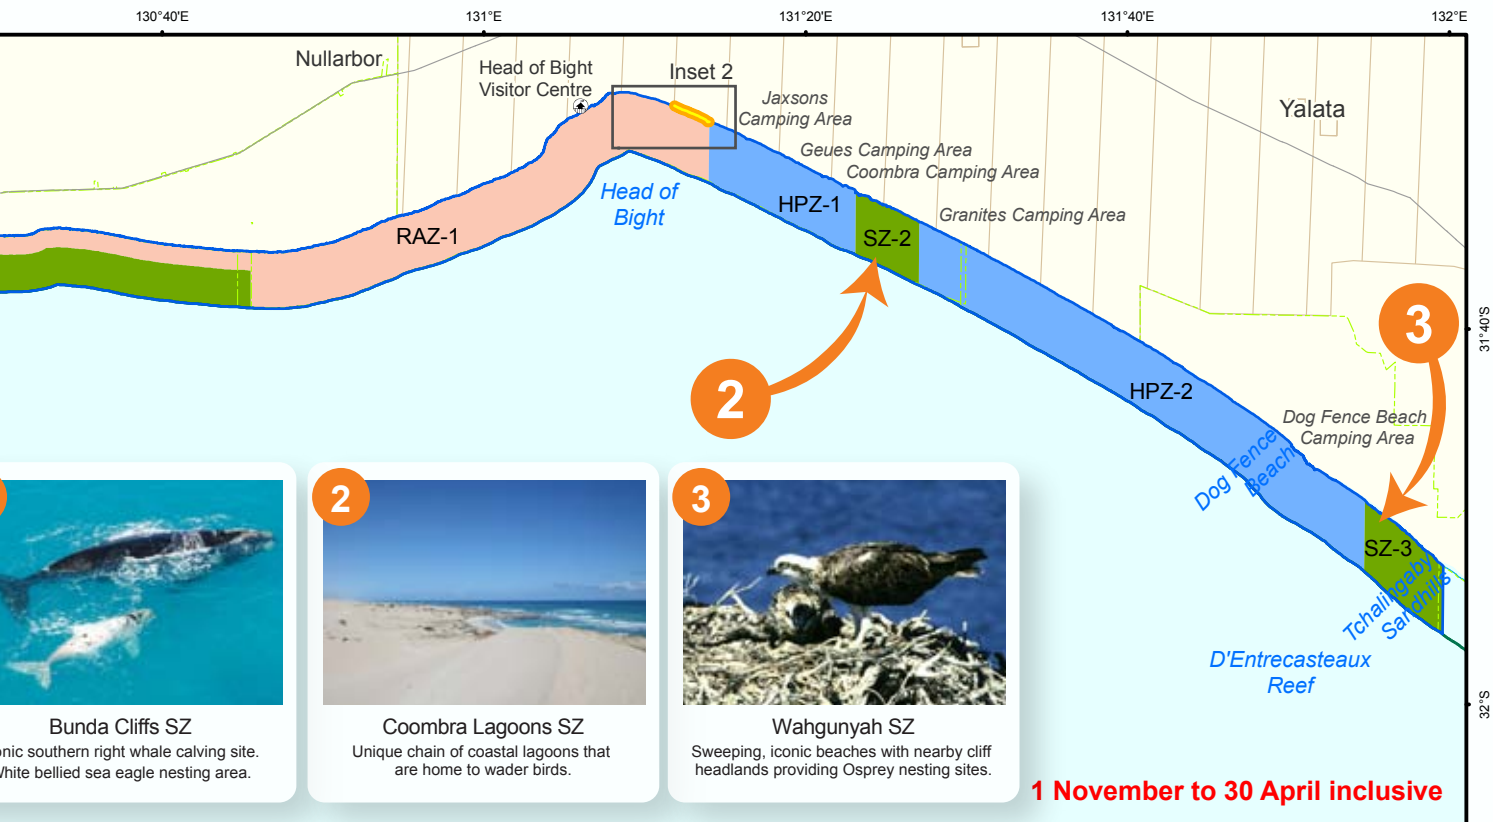 130°40'E
131°E
131°20'E
131°40'E
132°E
Nullarbor
Head of Bight
Visitor Centre
Inset 2
Jaxsons
Camping Area
Yalata
Geues Camping Area
Coombra Camping Area
Head of
Bight
HPZ-1
Granites Camping Area
RAZ-1
SZ-2
31°40'S
3
2
HPZ-2
Dog Fence Beach
Camping Area
Dog Fence
Beach
SZ-3
Tchalingaby
Sandhills
D'Entrecasteaux
Reef
32°S
2
3
Bunda Cliffs SZ
southern right whale calving site.
bellied sea eagle nesting area.
Coombra Lagoons SZ
Unique chain of coastal lagoons that
are home to wader birds.
Wahgunyah SZ
Sweeping, iconic beaches with nearby cliff
headlands providing Osprey nesting sites.
1 November to 30 April inclusive